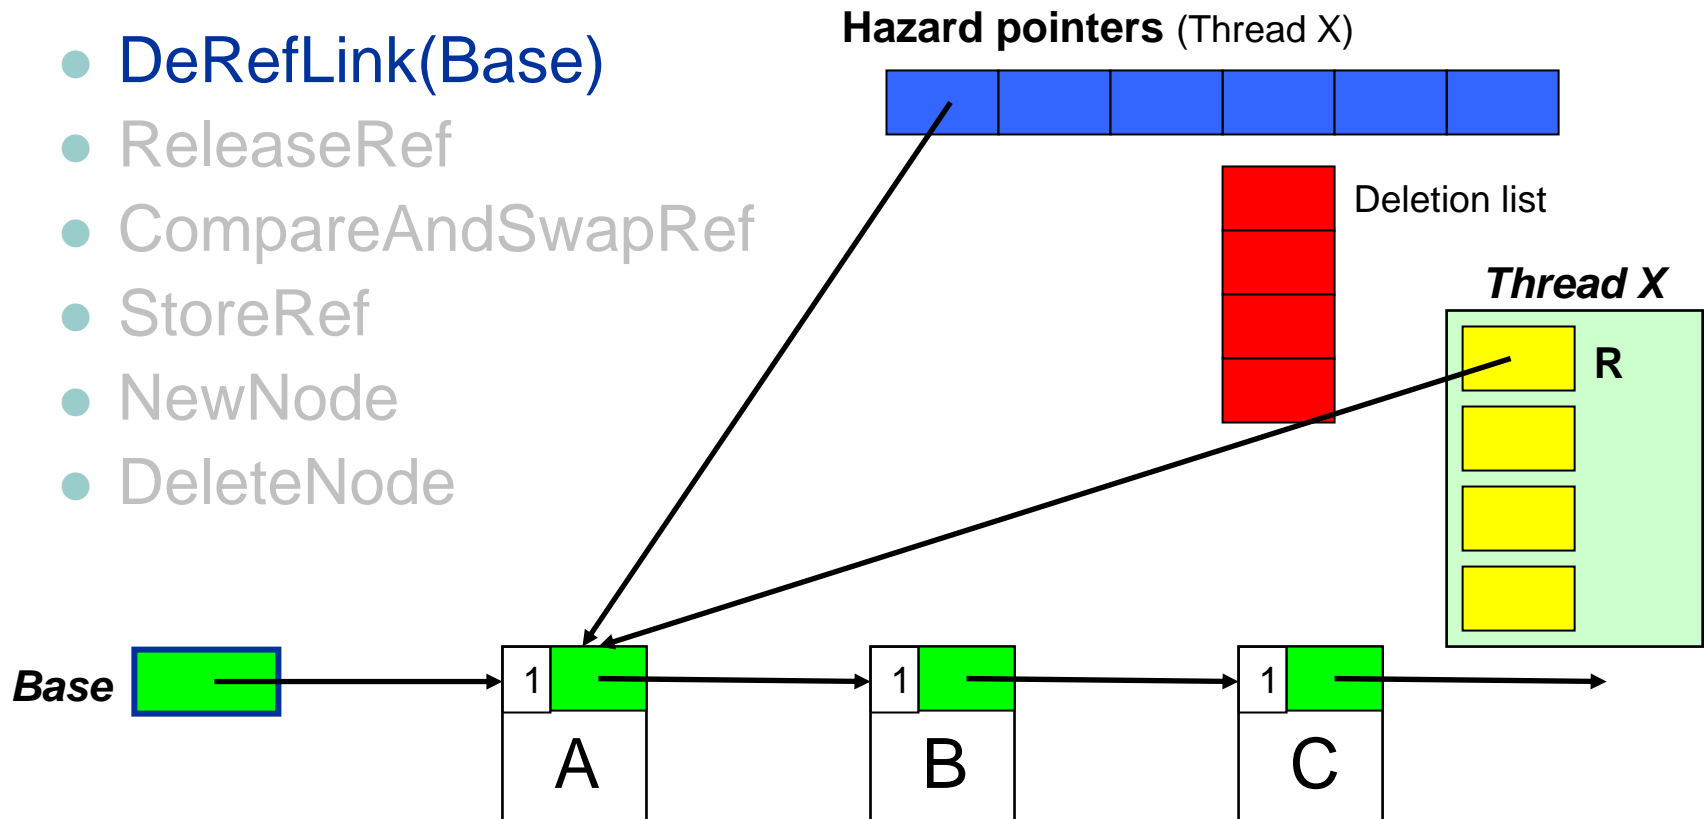 DeRefLink(Base)
ReleaseRef
CompareAndSwapRef
StoreRef
NewNode
DeleteNode
Hazard pointers (Thread X)
Deletion list
Thread X
R
Base
1
1
1
A
B
C